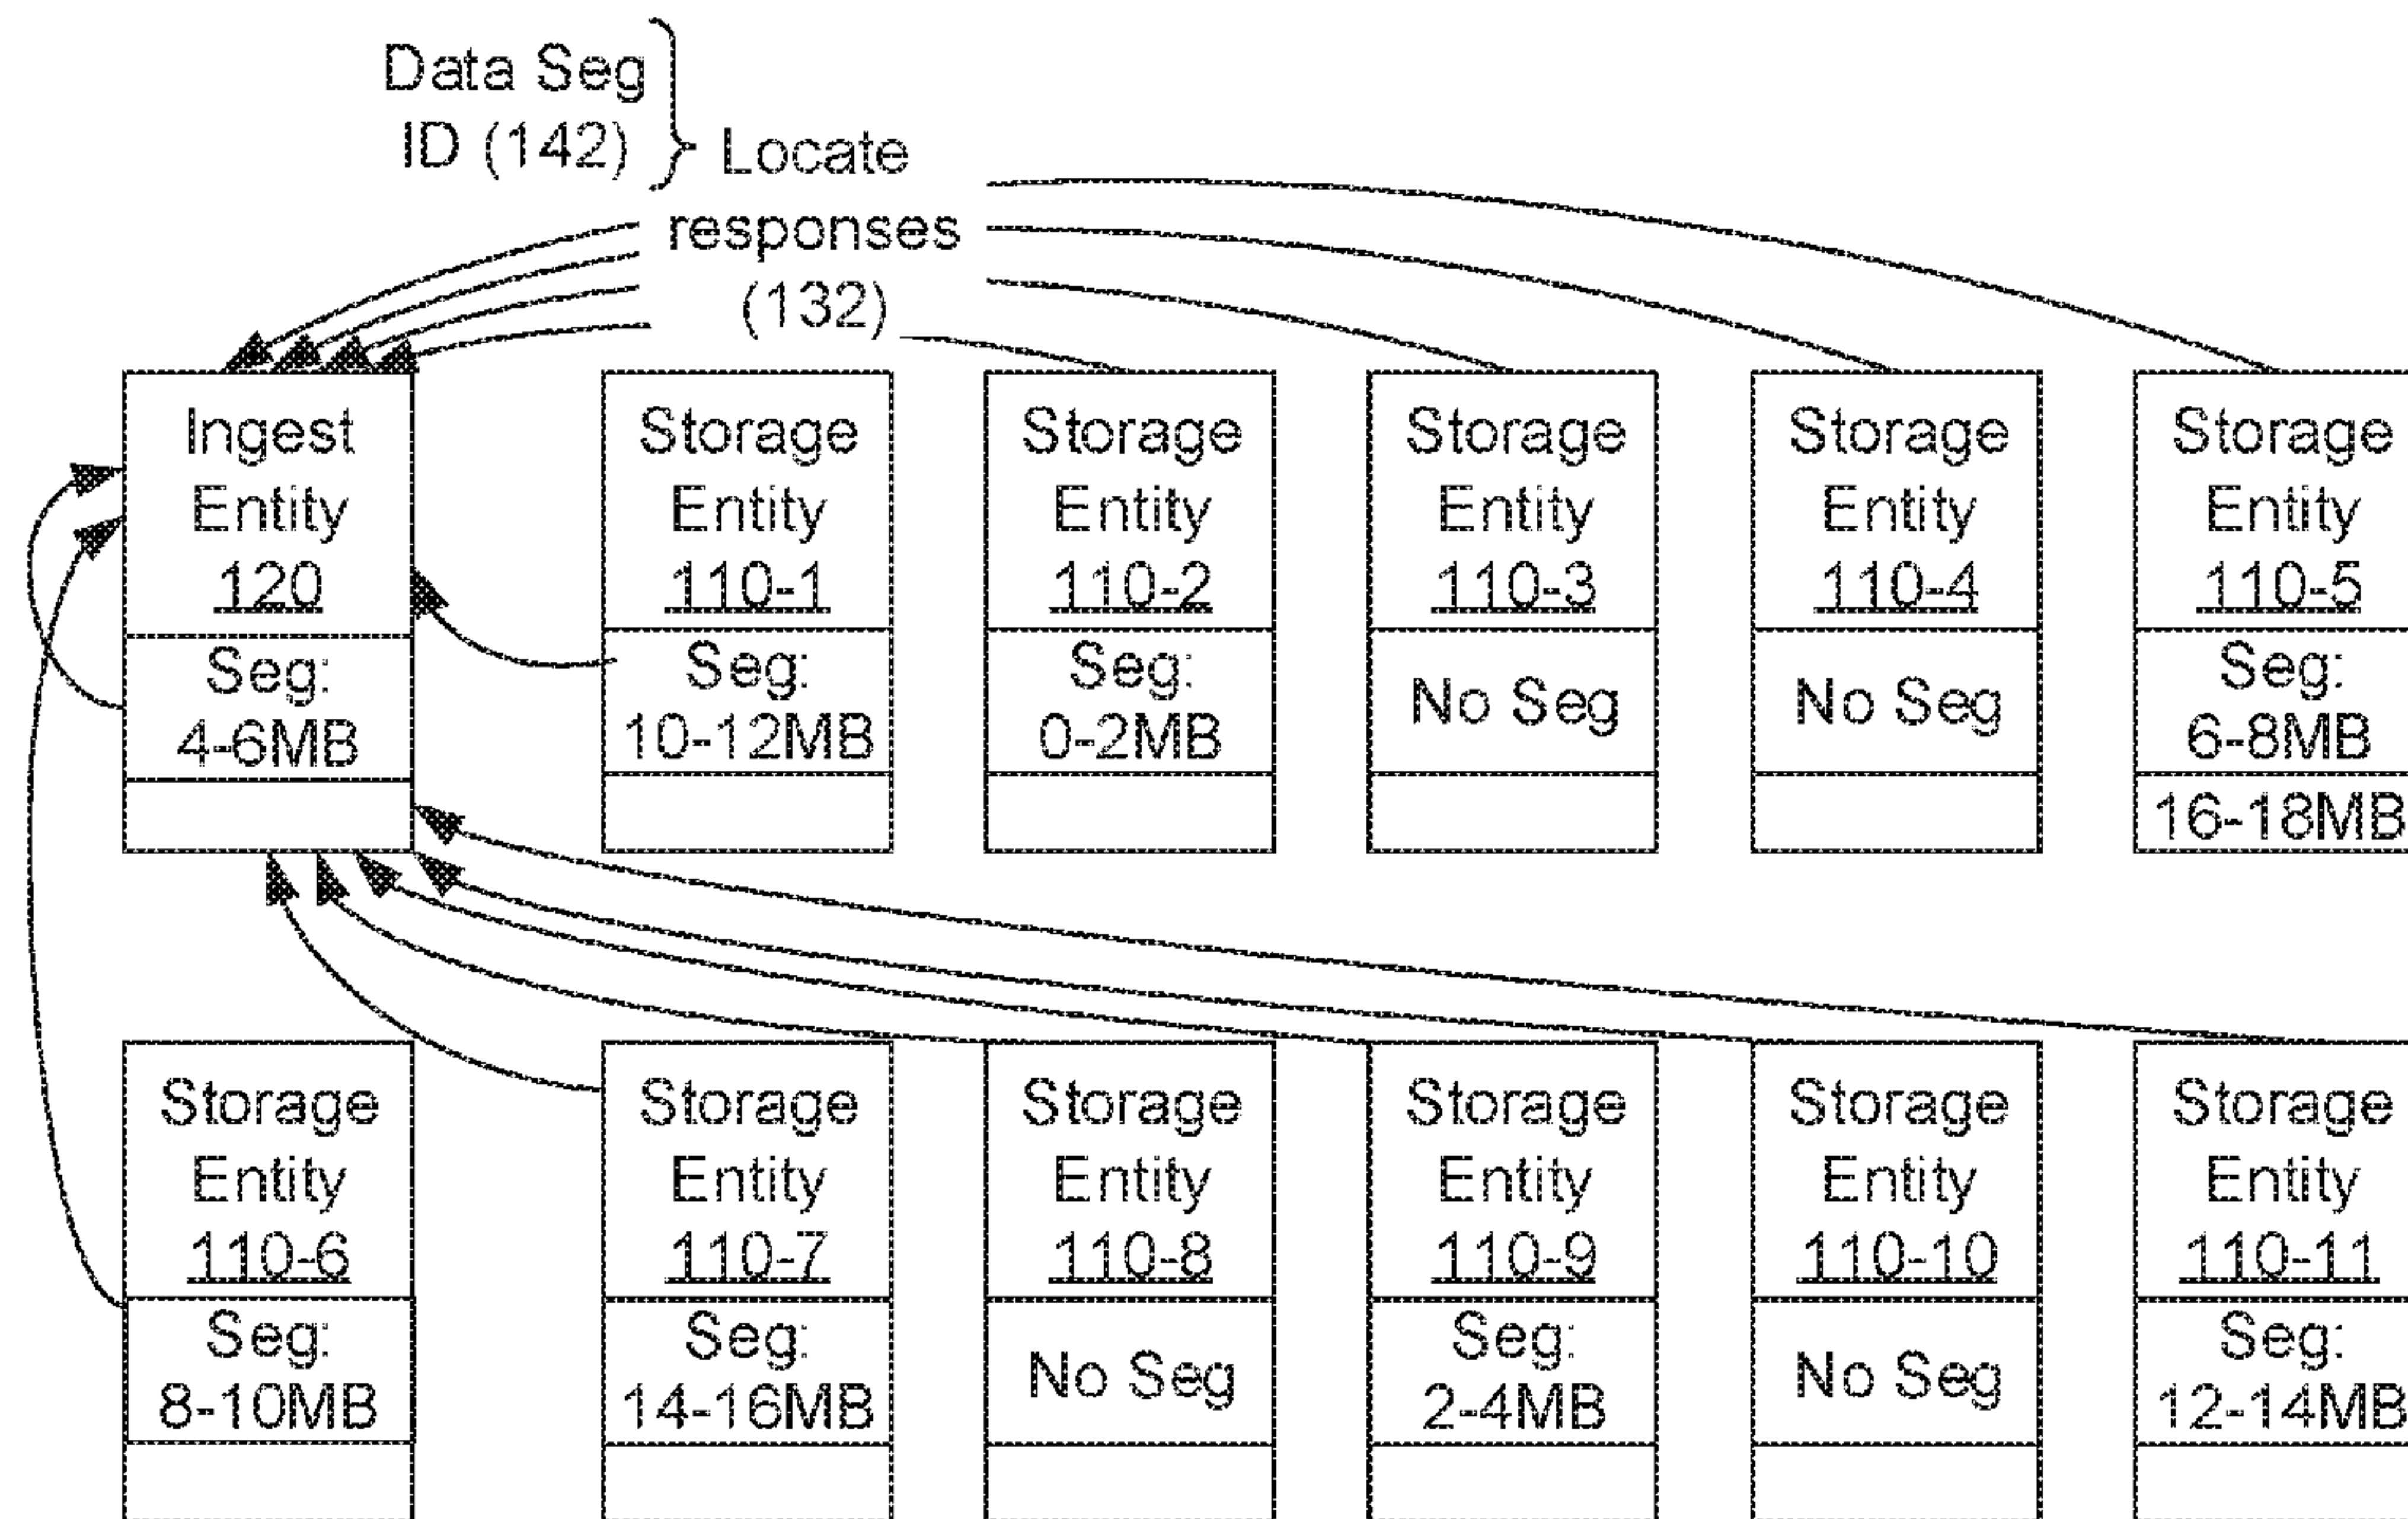 Data Seg
ID (142)
Locate
responses
(132)
Ingest
Entity
120
Seg:
4-6MB
Storage
Entity
110-1
Seg:
10-12MB
Storage
Entity
110-2
Seg:
0-2MB
Storage
Entity
110-3
No Seg
Storage
Entity
110-4
No Seg
Storage
Entity
110-5
Seg:
6-8MB
16-18MB
Storage
Entity
110-6
Seg:
8-10MB
Storage
Entity
110-7
Seg:
14-16MB
Storage
Entity
110-8
No Seg
Storage
Entity
110-9
Seg:
2-4MB
Storage
Entity
110-10
No Seg
Storage
Entity
110-11
Seg:
12-14MB